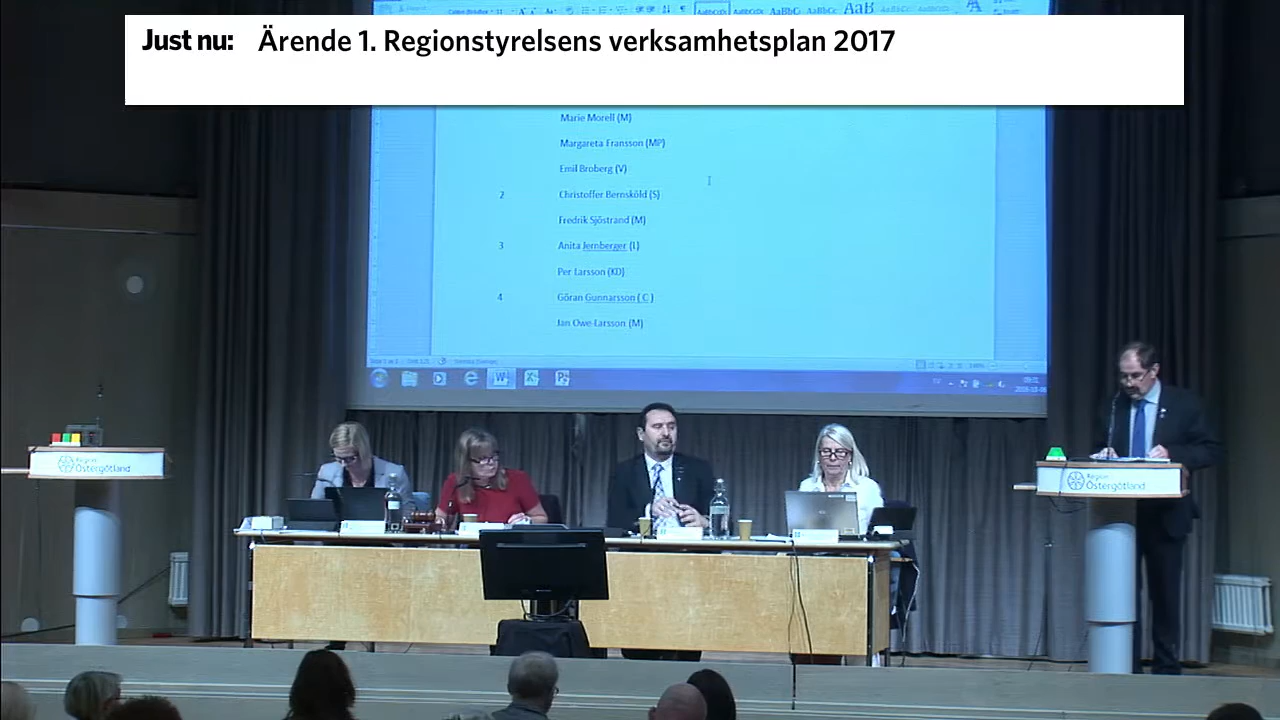 Just nu: Ärende 1. Regionstyrelsens verksamhetsplan 2017
Marie Morell (M)
Margareta Fransson (MP)
Emil Broberg (V)
2 Christoffer Bernsköld (S)
Fredrik Sjöstrand (M)
3 Anita Jernberger (L)
Per Larsson (KD)
4 Göran Gunnarsson ( C )
Jan Owe-Larsson (M)
Region
Östergötland
Region
Östergötland